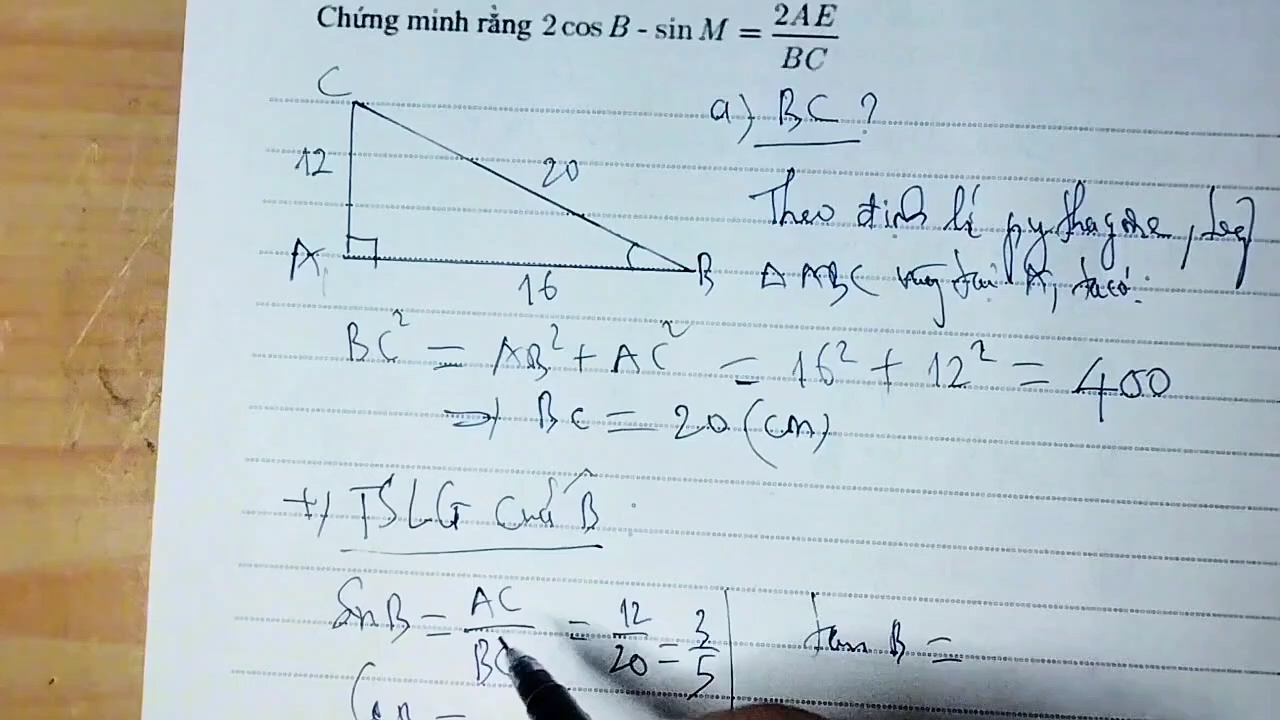 Chứng minh rằng 2 cos B - sin M = 2AE / BC
C
12
20
A
16
B
a) BC ?
Theo định lí pythagore,
ΔABC vuông tại A, ta có:
BC² = AB² + AC² = 16² + 12² = 400
=> BC = 20 (cm)
+) TSLG của B̂
Sin B = AC / BC = 12 / 20 = 3 / 5
tan B =